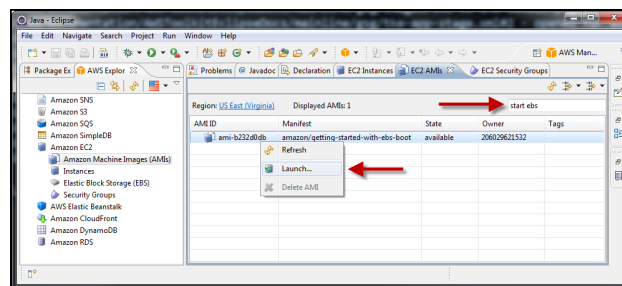 Java - Eclipse
File Edit Navigate Search Project Run Window Help
AWS Man...
Package Ex AWS Explor Problems Javadoc Declaration EC2 Instances EC2 AMIs EC2 Security Groups
Region: US East (Virginia) Displayed AMIs: 1 start ebs
AMI ID Manifest State Owner Tags
ami-b232d0db amazon/getting-started-with-ebs-boot available 206029621532
Refresh
Launch...
Delete AMI
Amazon SNS
Amazon S3
Amazon SQS
Amazon SimpleDB
Amazon EC2
Amazon Machine Images (AMIs)
Instances
Elastic Block Storage (EBS)
Security Groups
AWS Elastic Beanstalk
Amazon CloudFront
Amazon DynamoDB
Amazon RDS